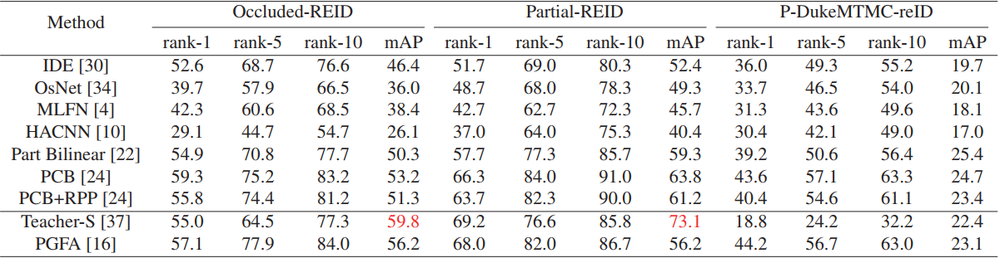 Method Occluded-REID Partial-REID P-DukeMTMC-reID
rank-1 rank-5 rank-10 mAP rank-1 rank-5 rank-10 mAP rank-1 rank-5 rank-10 mAP
IDE [30] 52.6 68.7 76.6 46.4 51.7 69.0 80.3 52.4 36.0 49.3 55.2 19.7
OsNet [34] 39.7 57.9 66.5 36.0 48.7 68.0 78.3 49.3 33.7 46.5 54.0 20.1
MLFN [4] 42.3 60.6 68.5 38.4 42.7 62.7 72.3 45.7 31.3 43.6 49.6 18.1
HACNN [10] 29.1 44.7 54.7 26.1 37.0 64.0 75.3 40.4 30.4 42.1 49.0 17.0
Part Bilinear [22] 54.9 70.8 77.7 50.3 57.7 77.3 85.7 59.3 39.2 50.6 56.4 25.4
PCB [24] 59.3 75.2 83.2 53.2 66.3 84.0 91.0 63.8 43.6 57.1 63.3 24.7
PCB+RPP [24] 55.8 74.4 81.2 51.3 63.7 82.3 90.0 61.2 40.4 54.6 61.1 23.4
Teacher-S [37] 55.0 64.5 77.3 59.8 69.2 76.6 85.8 73.1 18.8 24.2 32.2 22.4
PGFA [16] 57.1 77.9 84.0 56.2 68.0 82.0 86.7 56.2 44.2 56.7 63.0 23.1